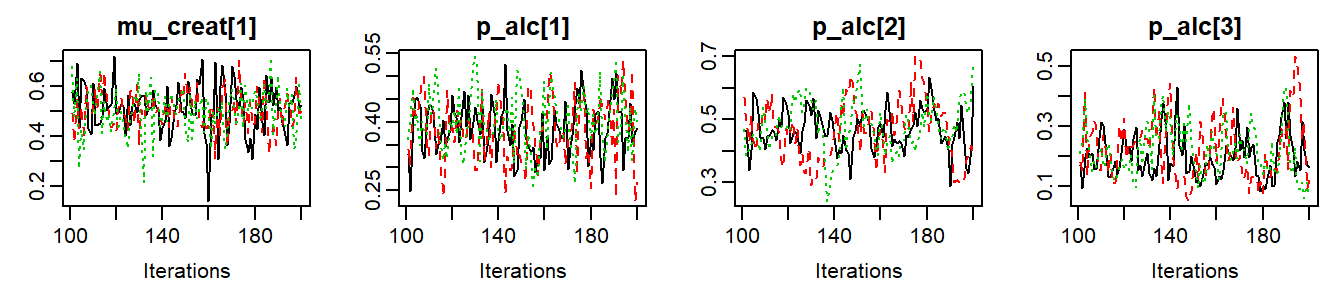 mu_creat[1]
0.2 0.4 0.6
100 140 180
Iterations
p_alc[1]
0.25 0.40 0.55
100 140 180
Iterations
p_alc[2]
0.3 0.5 0.7
100 140 180
Iterations
p_alc[3]
0.1 0.3 0.5
100 140 180
Iterations